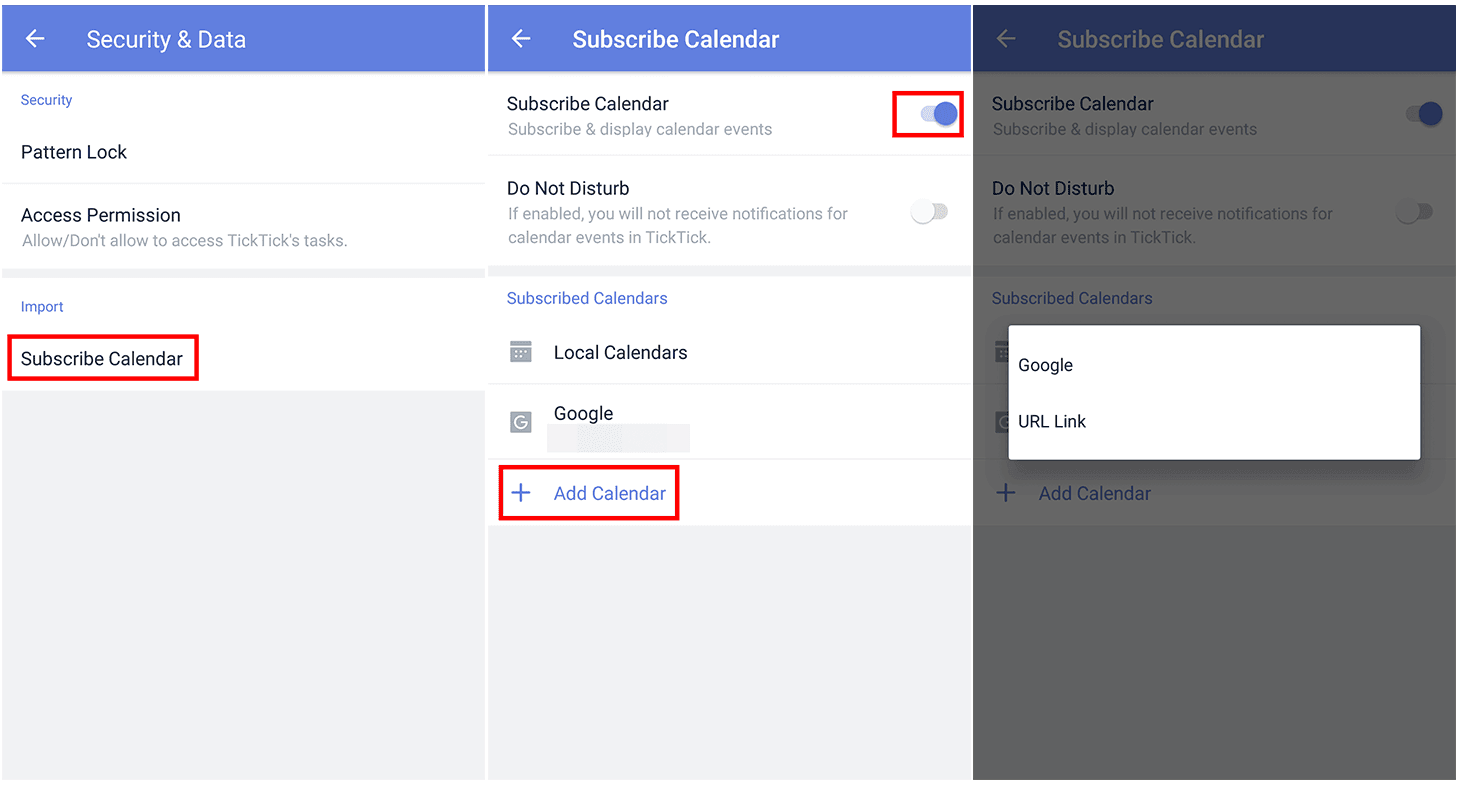 Security & Data
Security
Pattern Lock
Access Permission
Allow/Don't allow to access TickTick's tasks.
Import
Subscribe Calendar
Subscribe Calendar
Subscribe Calendar
Subscribe & display calendar events
Do Not Disturb
If enabled, you will not receive notifications for
calendar events in TickTick.
Subscribed Calendars
Local Calendars
G
Google
+ Add Calendar
Subscribe Calendar
Subscribe Calendar
Subscribe & display calendar events
Do Not Disturb
If enabled, you will not receive notifications for
calendar events in TickTick.
Subscribed Calendars
Google
URL Link
+ Add Calendar